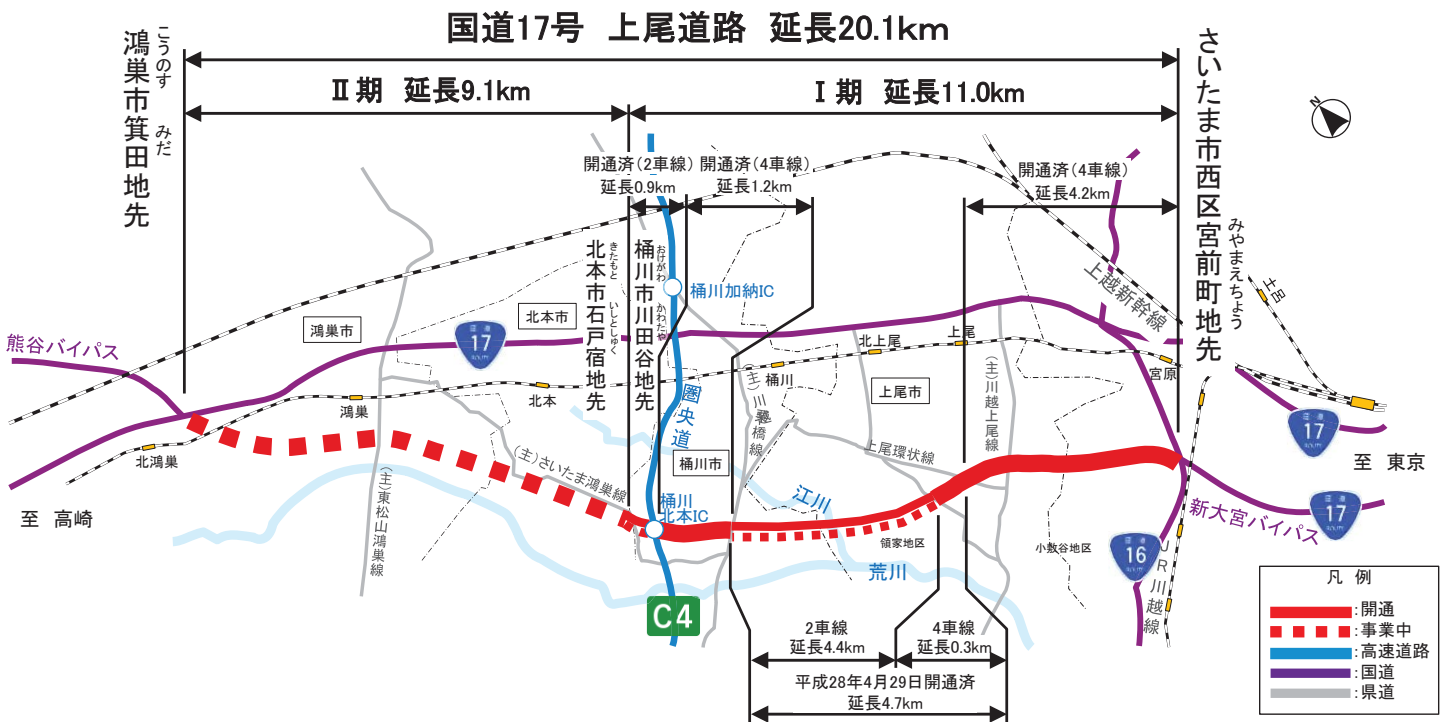 国道17号 上尾道路 延長20.1km
Ⅱ期 延長9.1km
Ⅰ期 延長11.0km
こうのす
みだ
鴻巣市箕田地先
さいたま市西区宮前町地先
みやまえちょう
N
開通済(2車線)
延長0.9km
開通済(4車線)
延長1.2km
開通済(4車線)
延長4.2km
きたもと いしとしゅく
北本市石戸宿地先
おけがわ かわたや
桶川市川田谷地先
桶川加納IC
上越新幹線
土呂
鴻巣市
北本市
17
熊谷バイパス
北上尾
上尾
宮原
桶川
(主)川越上尾線
上尾市
鴻巣
北本
圏央道
北鴻巣
(主)さいたま鴻巣線
桶川市
上尾環状線
国道
17
至 東京
至 高崎
(主)東松山鴻巣線
桶川
北本IC
江川
領家地区
荒川
小敷谷地区
国道
16
JR川越線
新大宮バイパス
国道
17
C4
2車線
延長4.4km
4車線
延長0.3km
平成28年4月29日開通済
延長4.7km
凡 例
:開通
:事業中
:高速道路
:国道
:県道